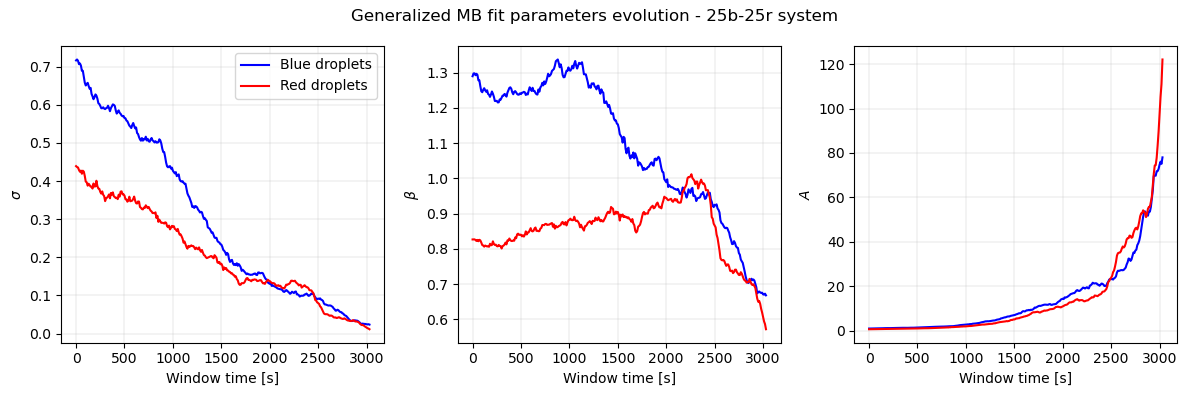 Generalized MB fit parameters evolution - 25b-25r system
σ
0.7
0.6
0.5
0.4
0.3
0.2
0.1
0.0
Blue droplets
Red droplets
0 500 1000 1500 2000 2500 3000
Window time [s]
β
1.3
1.2
1.1
1.0
0.9
0.8
0.7
0.6
0 500 1000 1500 2000 2500 3000
Window time [s]
A
120
100
80
60
40
20
0
0 500 1000 1500 2000 2500 3000
Window time [s]